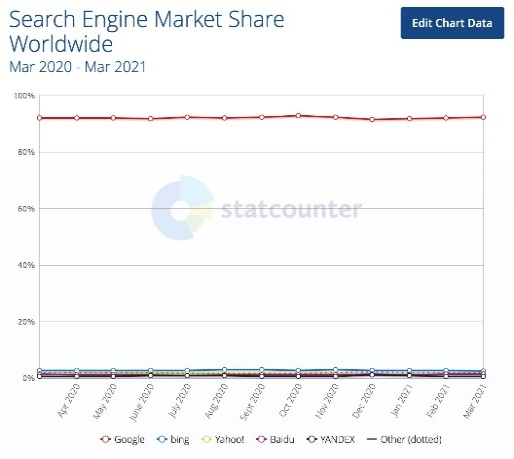 Search Engine Market Share
Worldwide
Edit Chart Data
Mar 2020 - Mar 2021
100%
80%
60%
statcounter
40%
20%
0%
Apr 2020
May 2020
June 2020
July 2020
Aug 2020
Sept 2020
Oct 2020
Nov 2020
Dec 2020
Jan 2021
Feb 2021
Mar 2021
Google bing Yahoo! Baidu YANDEX Other (dotted)